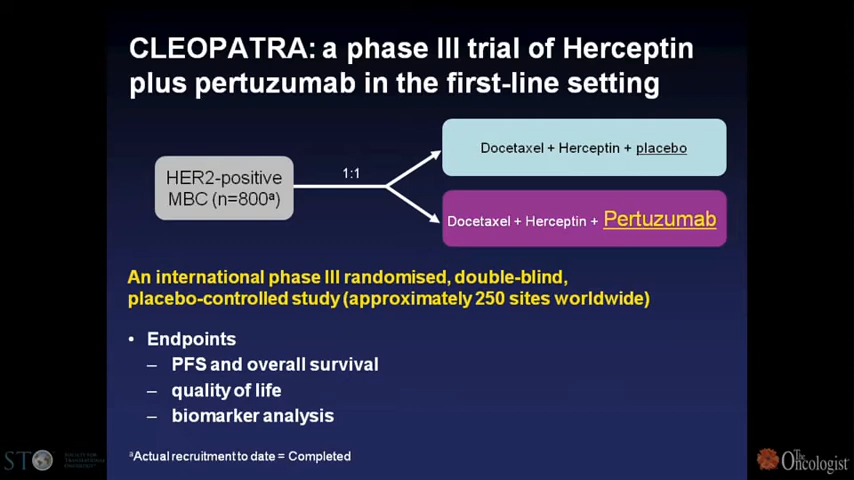 CLEOPATRA: a phase III trial of Herceptin
plus pertuzumab in the first-line setting
HER2-positive
MBC (n=800ª)
1:1
Docetaxel + Herceptin + placebo
Docetaxel + Herceptin + Pertuzumab
An international phase III randomised, double-blind,
placebo-controlled study (approximately 250 sites worldwide)
• Endpoints
– PFS and overall survival
– quality of life
– biomarker analysis
ªActual recruitment to date = Completed
STO
The
Oncologist